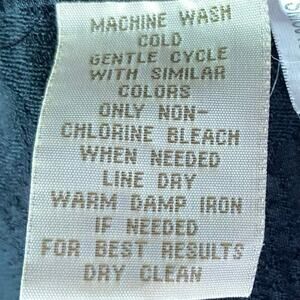 MACHINE WASH
COLD
GENTLE CYCLE
WITH SIMILAR
COLORS
ONLY NON-
CHLORINE BLEACH
WHEN NEEDED
LINE DRY
WARM DAMP IRON
IF NEEDED
FOR BEST RESULTS
DRY CLEAN